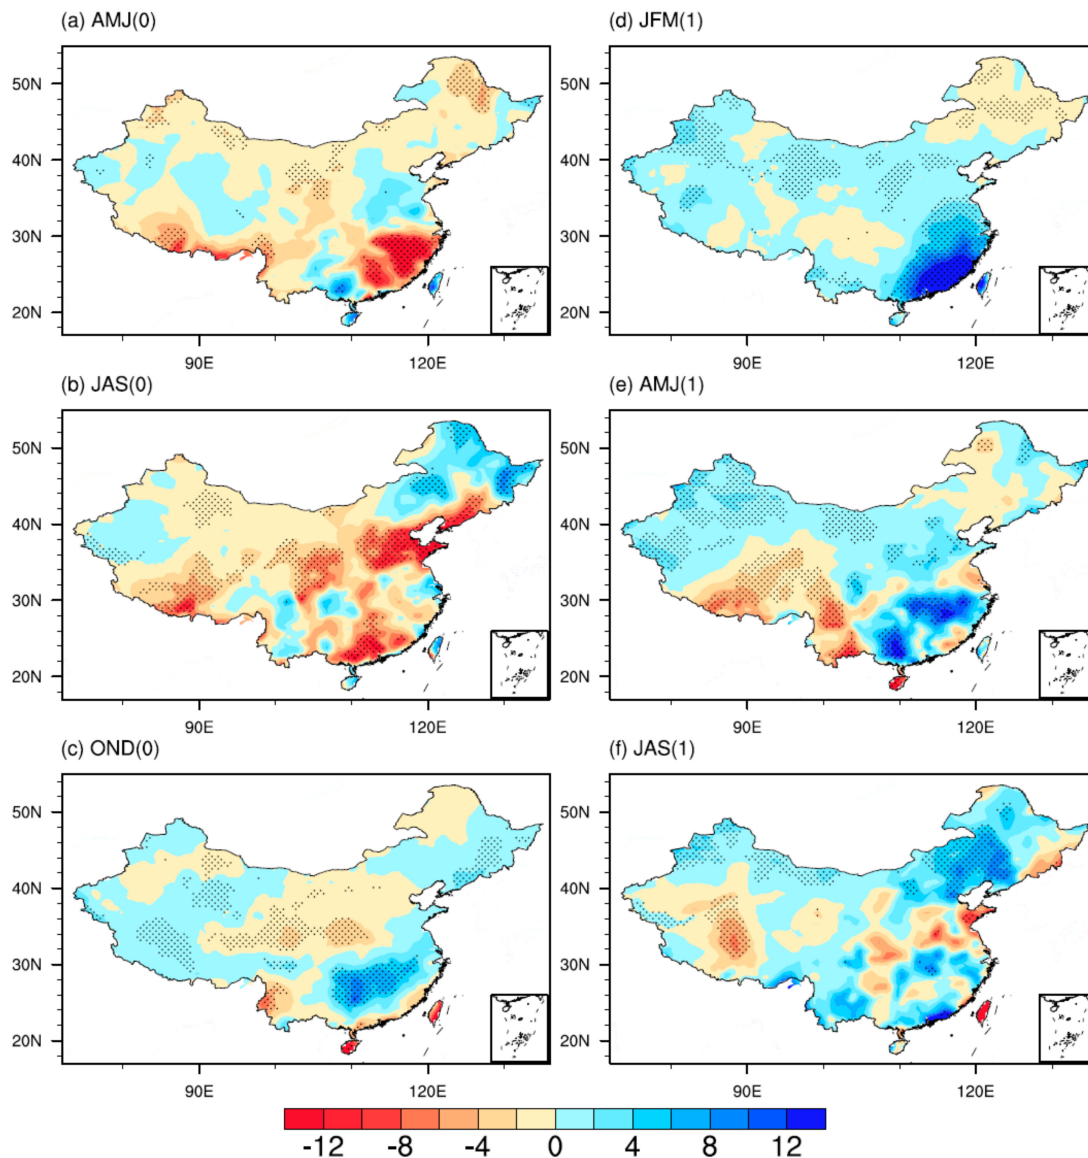 (a) AMJ(0)
50N
40N
30N
20N
90E 120E
(b) JAS(0)
50N
40N
30N
20N
90E 120E
(c) OND(0)
50N
40N
30N
20N
90E 120E
(d) JFM(1)
50N
40N
30N
20N
90E 120E
(e) AMJ(1)
50N
40N
30N
20N
90E 120E
(f) JAS(1)
50N
40N
30N
20N
90E 120E
-12 -8 -4 0 4 8 12